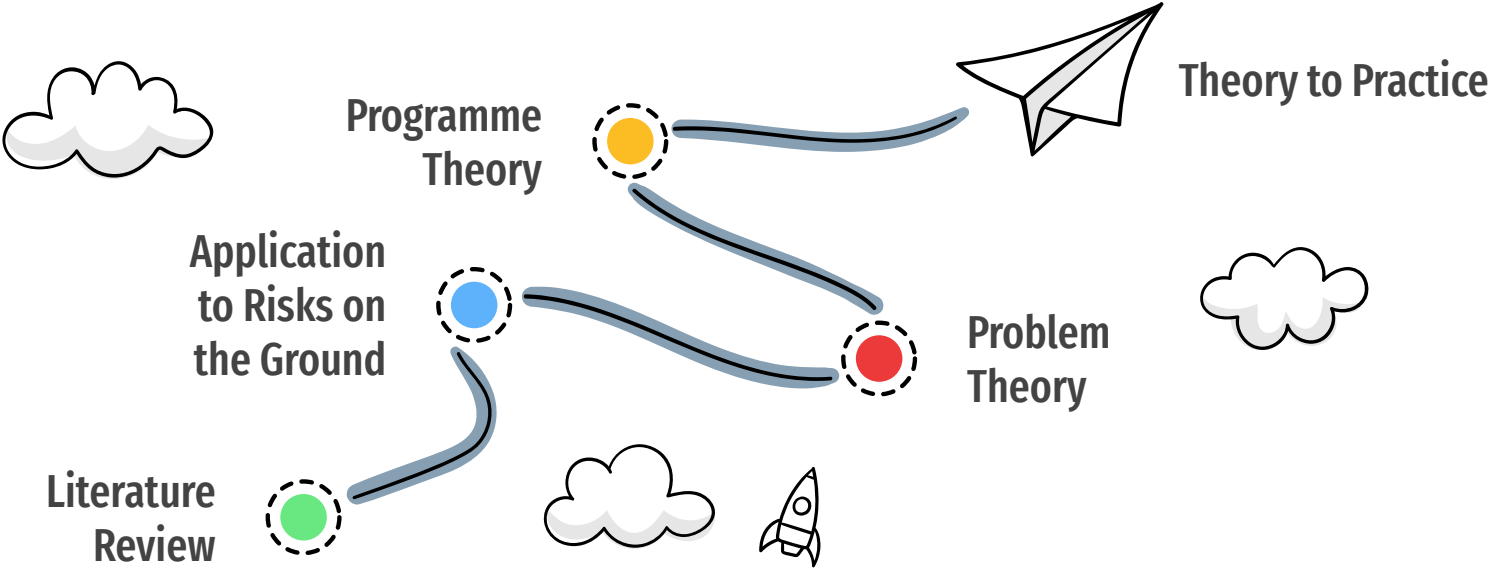 Theory to Practice
Programme
Theory
Application
to Risks on
the Ground
Problem
Theory
Literature
Review